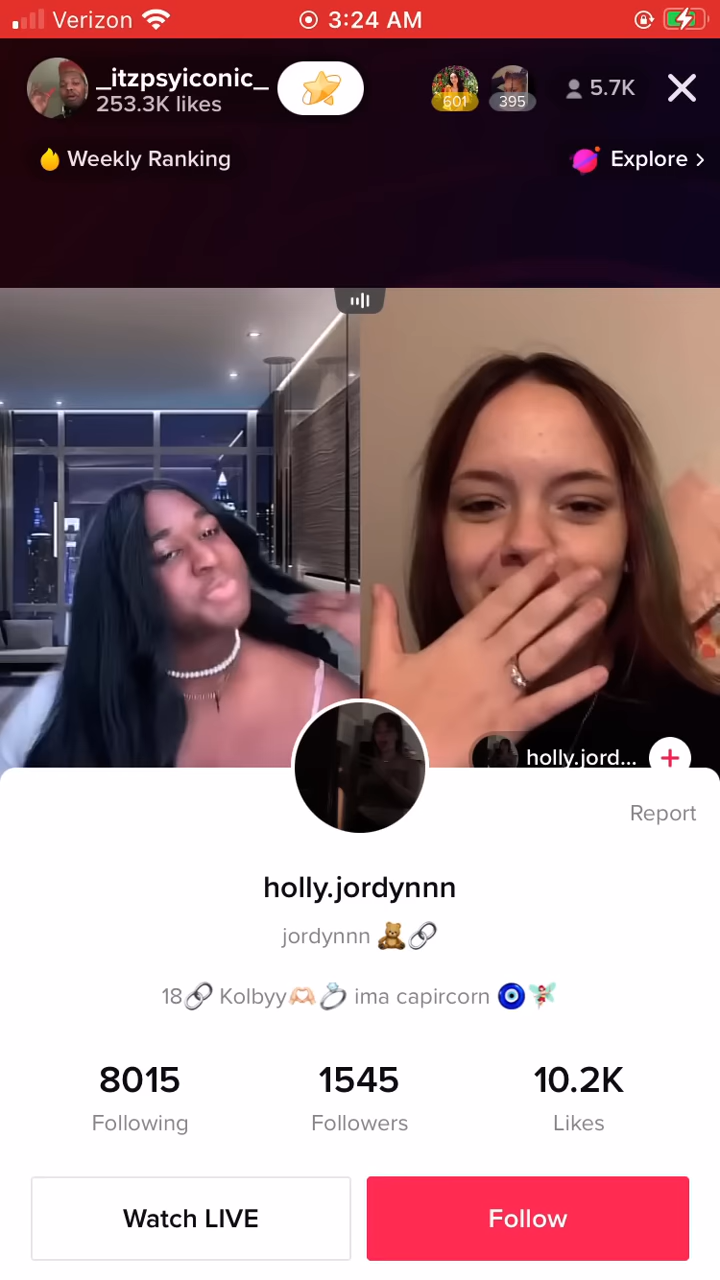 Verizon 3:24 AM
_itzpsyiconic_
253.3K likes
601 395 5.7K
Weekly Ranking
Explore >
holly.jord...
Report
holly.jordynnn
jordynnn 🧸🔗
18🔗 Kolbyy🫶🏻💍 ima capircorn 🧿🧚🏻‍♀️
8015 1545 10.2K
Following Followers Likes
Watch LIVE Follow